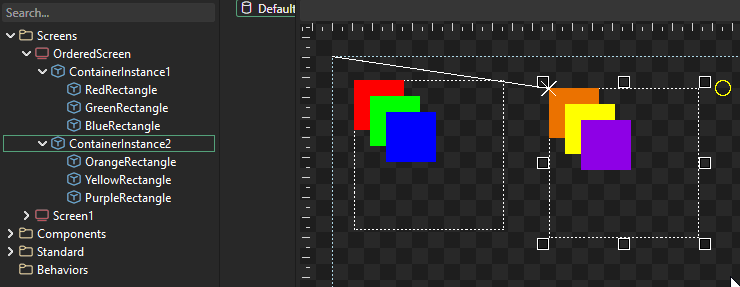 Search...
Default
Screens
OrderedScreen
ContainerInstance1
RedRectangle
GreenRectangle
BlueRectangle
ContainerInstance2
OrangeRectangle
YellowRectangle
PurpleRectangle
Screen1
Components
Standard
Behaviors